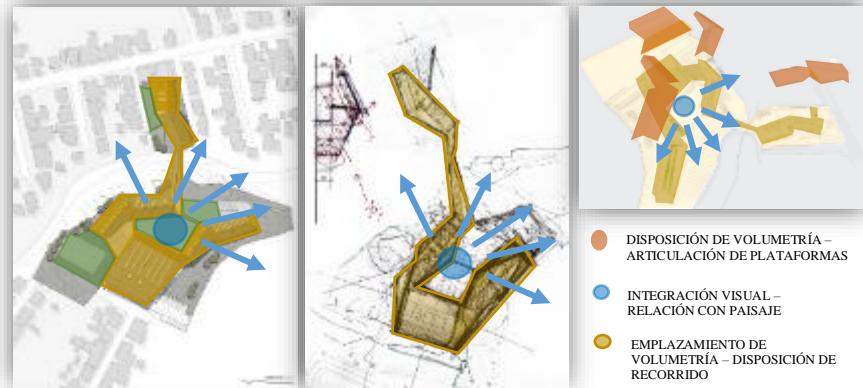 DISPOSICIÓN DE VOLUMETRÍA –
ARTICULACIÓN DE PLATAFORMAS
INTEGRACIÓN VISUAL –
RELACIÓN CON PAISAJE
EMPLAZAMIENTO DE
VOLUMETRÍA – DISPOSICIÓN DE
RECORRIDO